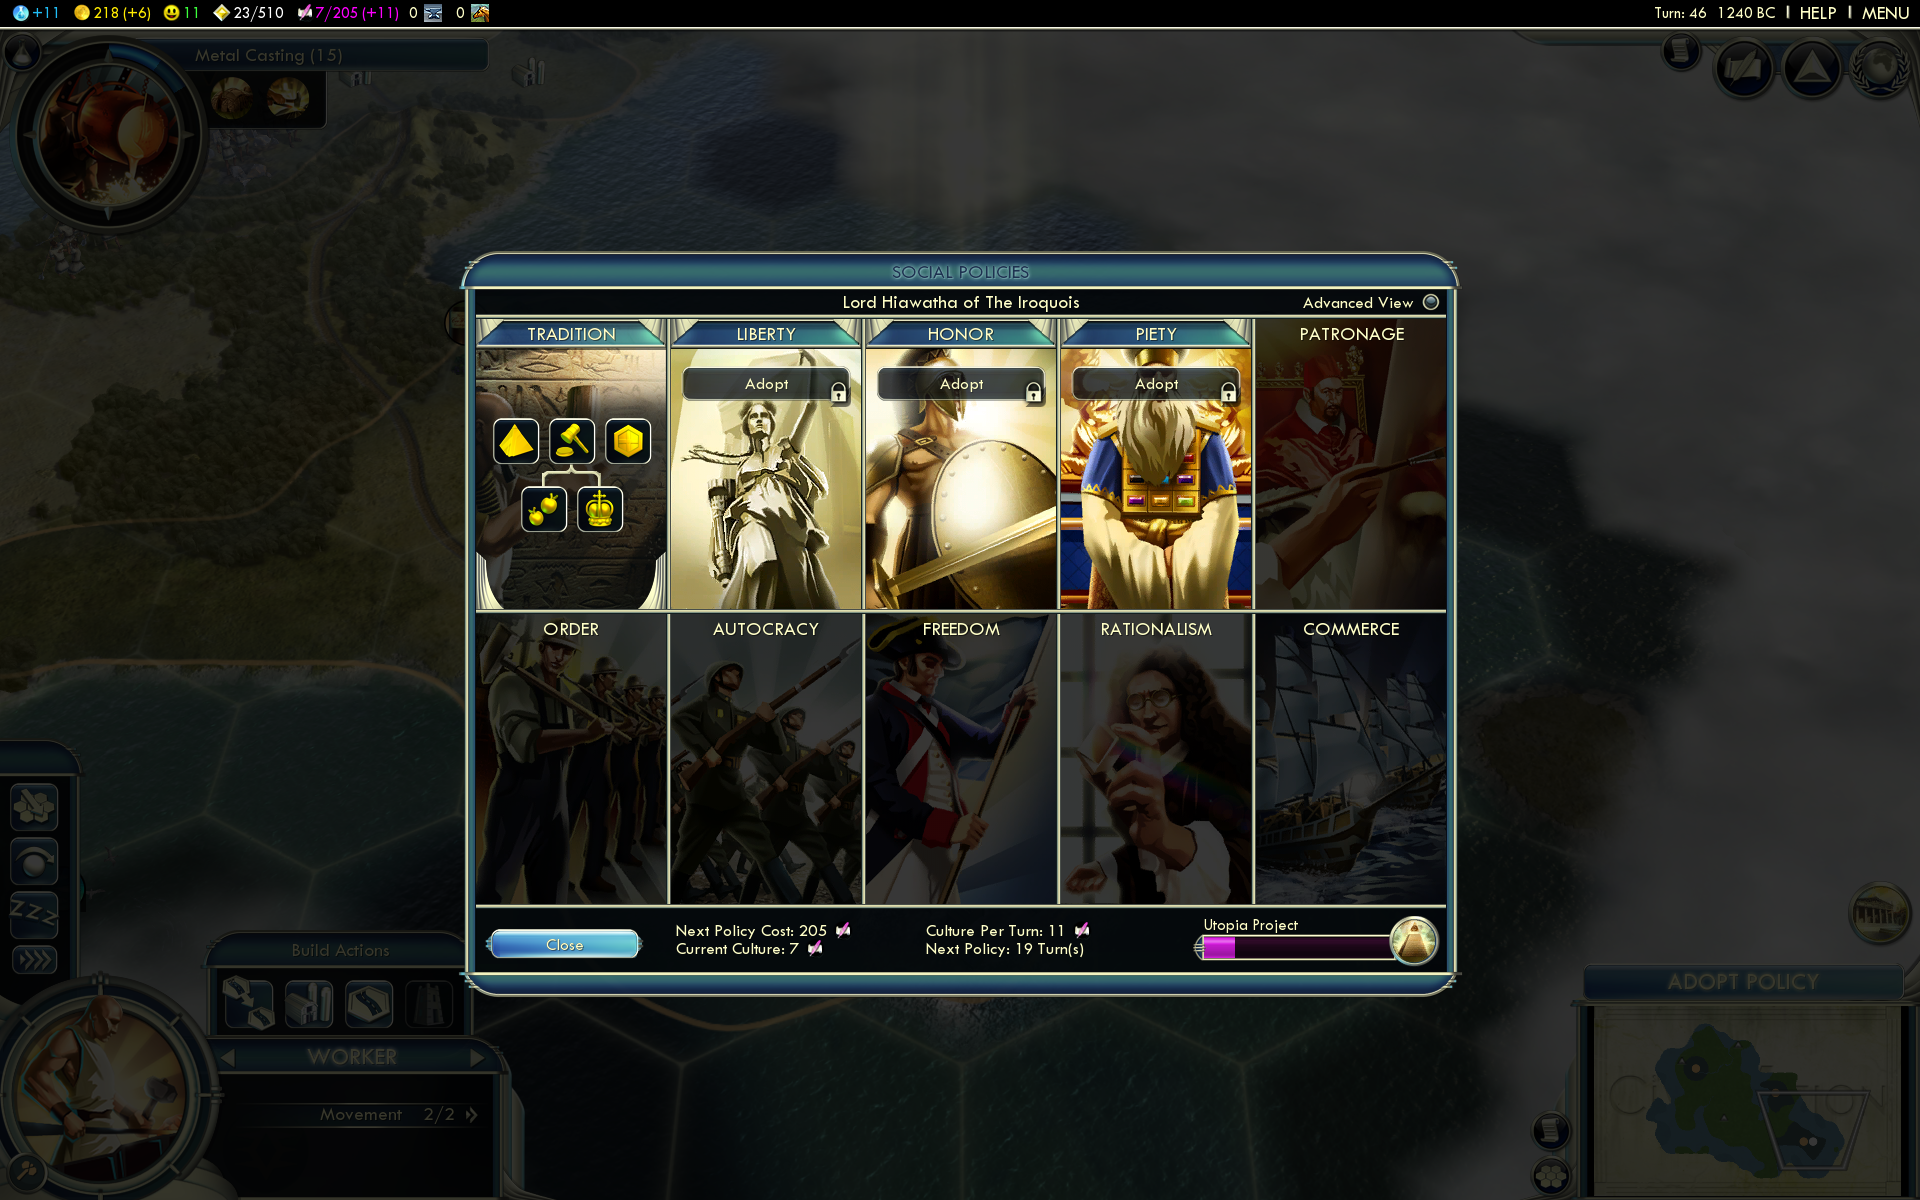 +11 218 (+6) 11 23/510 7/205 (+11) 0 0 Turn: 46 1240 BC HELP MENU
Metal Casting (15)
SOCIAL POLICIES
Lord Hiawatha of The Iroquois Advanced View
TRADITION LIBERTY HONOR PIETY PATRONAGE
Adopt Adopt Adopt
ORDER AUTOCRACY FREEDOM RATIONALISM COMMERCE
Close
Next Policy Cost: 205
Current Culture: 7
Culture Per Turn: 11
Next Policy: 19 Turn(s)
Utopia Project
Build Actions
WORKER
Movement 2/2
ADOPT POLICY